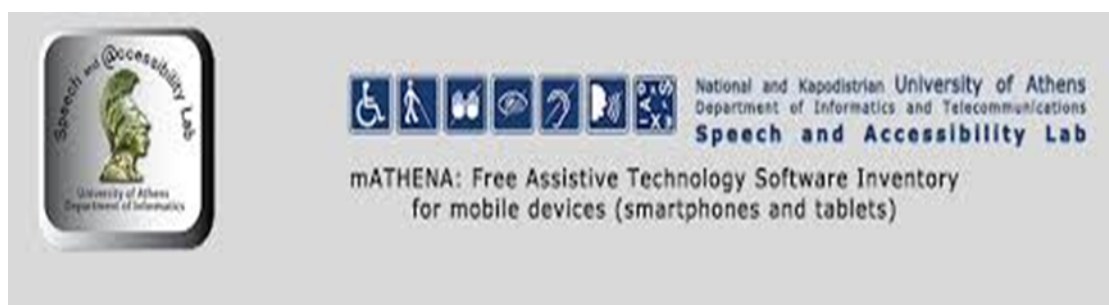 Speech and @ccessibility Lab
University of Athens
Department of Informatics
National and Kapodistrian University of Athens
Department of Informatics and Telecommunications
Speech and Accessibility Lab
mATHENA: Free Assistive Technology Software Inventory
for mobile devices (smartphones and tablets)